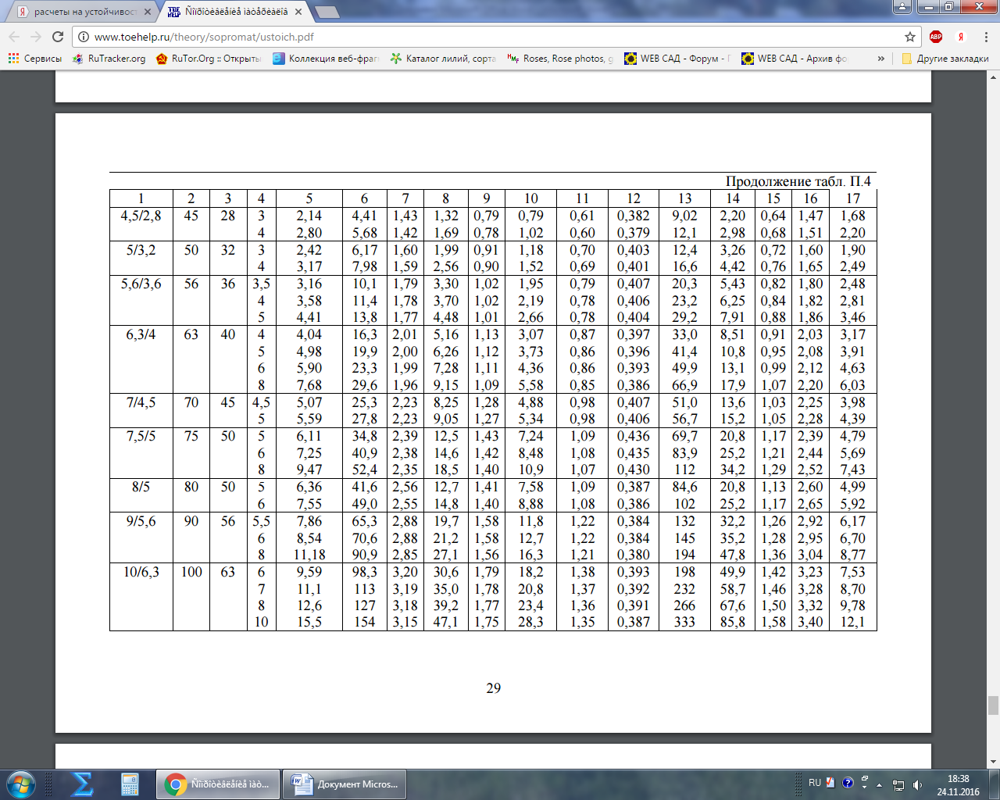 расчеты на устойчивост
Ñîïðîòèâëåíèå ìàòåðèàëîâ
www.toehelp.ru/theory/sopromat/ustoich.pdf
Сервисы RuTracker.org RuTor.Org :: Открыты Коллекция веб-фраг Каталог лилий, сорта Roses, Rose photos, g WEB САД - Форум - WEB САД - Архив фо » Другие закладки
Продолжение табл. П.4
1 2 3 4 5 6 7 8 9 10 11 12 13 14 15 16 17
4,5/2,8 45 28 3 2,14 4,41 1,43 1,32 0,79 0,79 0,61 0,382 9,02 2,20 0,64 1,47 1,68
4 2,80 5,68 1,42 1,69 0,78 1,02 0,60 0,379 12,1 2,98 0,68 1,51 2,20
5/3,2 50 32 3 2,42 6,17 1,60 1,99 0,91 1,18 0,70 0,403 12,4 3,26 0,72 1,60 1,90
4 3,17 7,98 1,59 2,56 0,90 1,52 0,69 0,401 16,6 4,42 0,76 1,65 2,49
5,6/3,6 56 36 3,5 3,16 10,1 1,79 3,30 1,02 1,95 0,79 0,407 20,3 5,43 0,82 1,80 2,48
4 3,58 11,4 1,78 3,70 1,02 2,19 0,78 0,406 23,2 6,25 0,84 1,82 2,81
5 4,41 13,8 1,77 4,48 1,01 2,66 0,78 0,404 29,2 7,91 0,88 1,86 3,46
6,3/4 63 40 4 4,04 16,3 2,01 5,16 1,13 3,07 0,87 0,397 33,0 8,51 0,91 2,03 3,17
5 4,98 19,9 2,00 6,26 1,12 3,73 0,86 0,396 41,4 10,8 0,95 2,08 3,91
6 5,90 23,3 1,99 7,28 1,11 4,36 0,86 0,393 49,9 13,1 0,99 2,12 4,63
8 7,68 29,6 1,96 9,15 1,09 5,58 0,85 0,386 66,9 17,9 1,07 2,20 6,03
7/4,5 70 45 4,5 5,07 25,3 2,23 8,25 1,28 4,88 0,98 0,407 51,0 13,6 1,03 2,25 3,98
5 5,59 27,8 2,23 9,05 1,27 5,34 0,98 0,406 56,7 15,2 1,05 2,28 4,39
7,5/5 75 50 5 6,11 34,8 2,39 12,5 1,43 7,24 1,09 0,436 69,7 20,8 1,17 2,39 4,79
6 7,25 40,9 2,38 14,6 1,42 8,48 1,08 0,435 83,9 25,2 1,21 2,44 5,69
8 9,47 52,4 2,35 18,5 1,40 10,9 1,07 0,430 112 34,2 1,29 2,52 7,43
8/5 80 50 5 6,36 41,6 2,56 12,7 1,41 7,58 1,09 0,387 84,6 20,8 1,13 2,60 4,99
6 7,55 49,0 2,55 14,8 1,40 8,88 1,08 0,386 102 25,2 1,17 2,65 5,92
9/5,6 90 56 5,5 7,86 65,3 2,88 19,7 1,58 11,8 1,22 0,384 132 32,2 1,26 2,92 6,17
6 8,54 70,6 2,88 21,2 1,58 12,7 1,22 0,384 145 35,2 1,28 2,95 6,70
8 11,18 90,9 2,85 27,1 1,56 16,3 1,21 0,380 194 47,8 1,36 3,04 8,77
10/6,3 100 63 6 9,59 98,3 3,20 30,6 1,79 18,2 1,38 0,393 198 49,9 1,42 3,23 7,53
7 11,1 113 3,19 35,0 1,78 20,8 1,37 0,392 232 58,7 1,46 3,28 8,70
8 12,6 127 3,18 39,2 1,77 23,4 1,36 0,391 266 67,6 1,50 3,32 9,78
10 15,5 154 3,15 47,1 1,75 28,3 1,35 0,387 333 85,8 1,58 3,40 12,1
29
Ñîïðîòèâëåíèå ìàò... Документ Micros... RU 18:38
24.11.2016